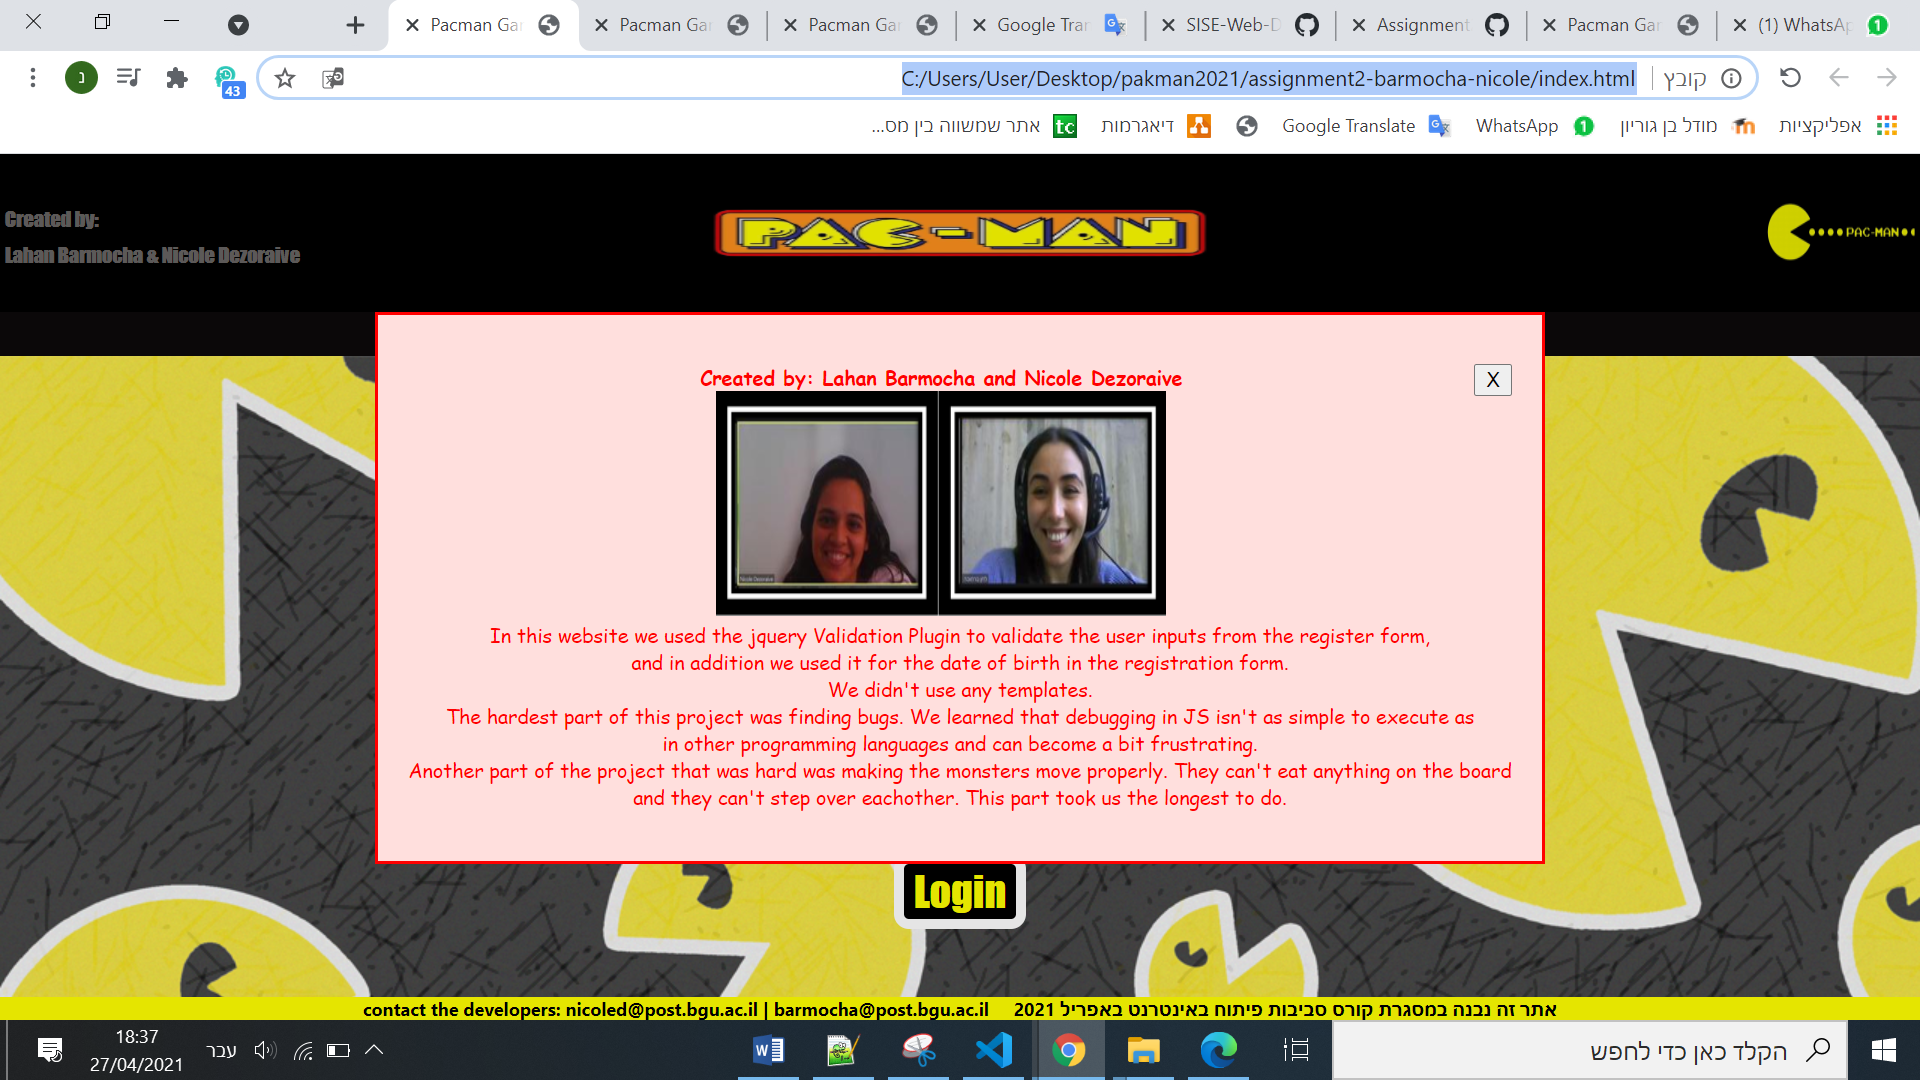 Pacman Ga
Pacman Ga
Pacman Ga
Google Tran
SISE-Web-D
Assignment
Pacman Ga
(1) WhatsAp
1
נ
43
C:/Users/User/Desktop/pakman2021/assignment2-barmocha-nicole/index.html
קובץ
אפליקציות
מודל בן גוריון
WhatsApp
1
Google Translate
דיאגרמות
אתר שמשווה בין מס...
tc
Created by:
Lahan Barmocha & Nicole Dezoraive
PAC-MAN
PAC-MAN
Created by: Lahan Barmocha and Nicole Dezoraive
X
Nicole Dezoraive
In this website we used the jquery Validation Plugin to validate the user inputs from the register form,
and in addition we used it for the date of birth in the registration form.
We didn't use any templates.
The hardest part of this project was finding bugs. We learned that debugging in JS isn't as simple to execute as
in other programming languages and can become a bit frustrating.
Another part of the project that was hard was making the monsters move properly. They can't eat anything on the board
and they can't step over eachother. This part took us the longest to do.
Login
אתר זה נבנה במסגרת קורס סביבות פיתוח באינטרנט באפריל 2021
contact the developers: nicoled@post.bgu.ac.il | barmocha@post.bgu.ac.il
הקלד כאן כדי לחפש
עבר
18:37
27/04/2021